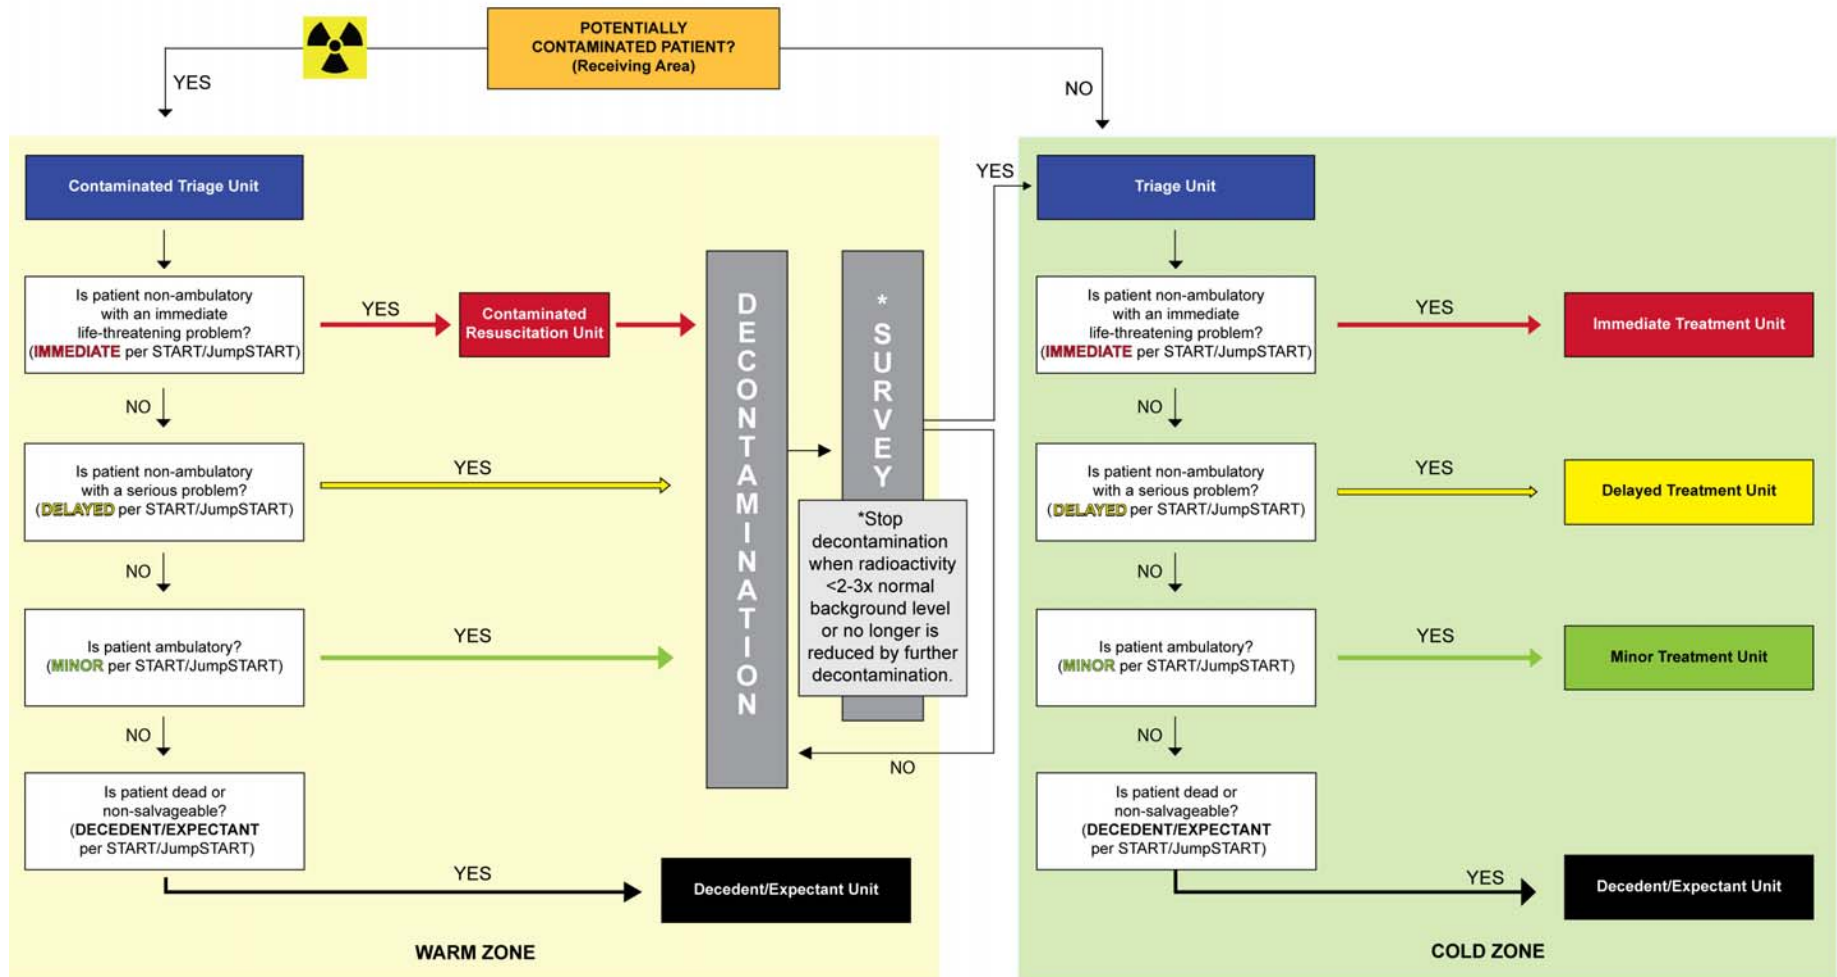 POTENTIALLY
CONTAMINATED PATIENT?
(Receiving Area)
YES
NO
Contaminated Triage Unit
Is patient non-ambulatory
with an immediate
life-threatening problem?
(IMMEDIATE per START/JumpSTART)
YES
Contaminated
Resuscitation Unit
NO
Is patient non-ambulatory
with a serious problem?
(DELAYED per START/JumpSTART)
YES
NO
Is patient ambulatory?
(MINOR per START/JumpSTART)
YES
NO
Is patient dead or
non-salvageable?
(DECEDENT/EXPECTANT
per START/JumpSTART)
YES
Decedent/Expectant Unit
WARM ZONE
DECONTAMINATION
* SURVEY
*Stop
decontamination
when radioactivity
<2-3x normal
background level
or no longer is
reduced by further
decontamination.
YES
NO
Triage Unit
Is patient non-ambulatory
with an immediate
life-threatening problem?
(IMMEDIATE per START/JumpSTART)
YES
Immediate Treatment Unit
NO
Is patient non-ambulatory
with a serious problem?
(DELAYED per START/JumpSTART)
YES
Delayed Treatment Unit
NO
Is patient ambulatory?
(MINOR per START/JumpSTART)
YES
Minor Treatment Unit
NO
Is patient dead or
non-salvageable?
(DECEDENT/EXPECTANT
per START/JumpSTART)
YES
Decedent/Expectant Unit
COLD ZONE